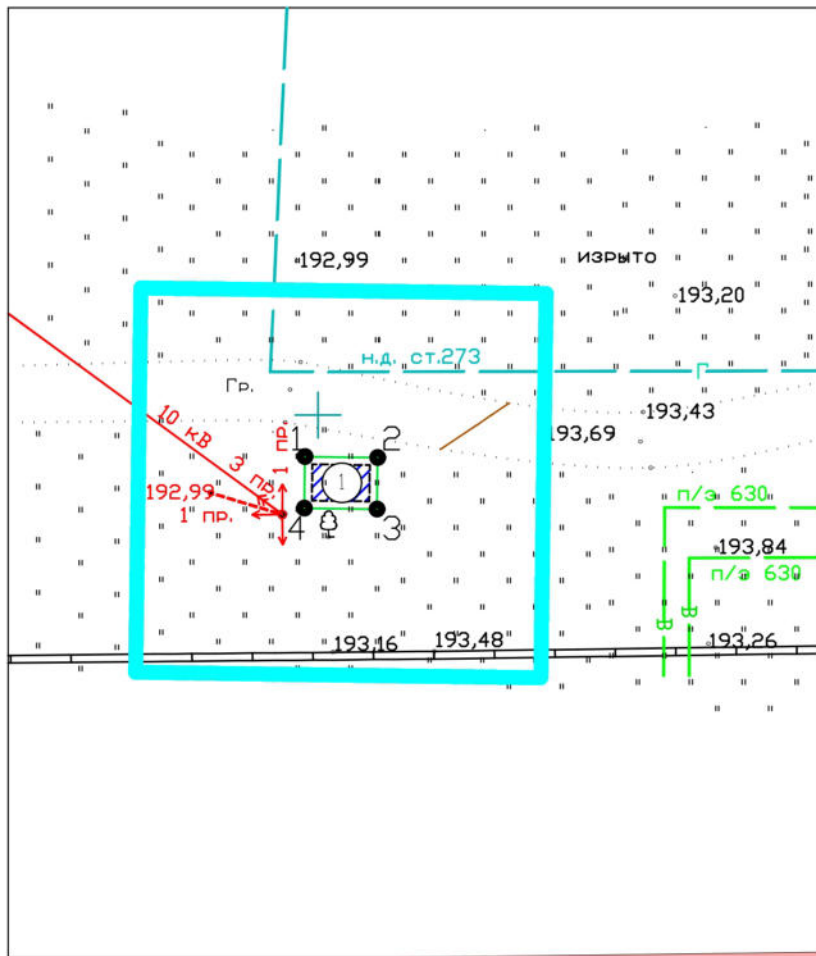 192,99
ИЗРЫТО
193,20
н.д. ст.273
Г
Гр.
193,43
10 кВ
3 пр.
1 пр.
1
2
193,69
1
192,99
1 пр.
4
3
п/э 630
193,84
п/э 630
В
В
193,16
193,48
193,26